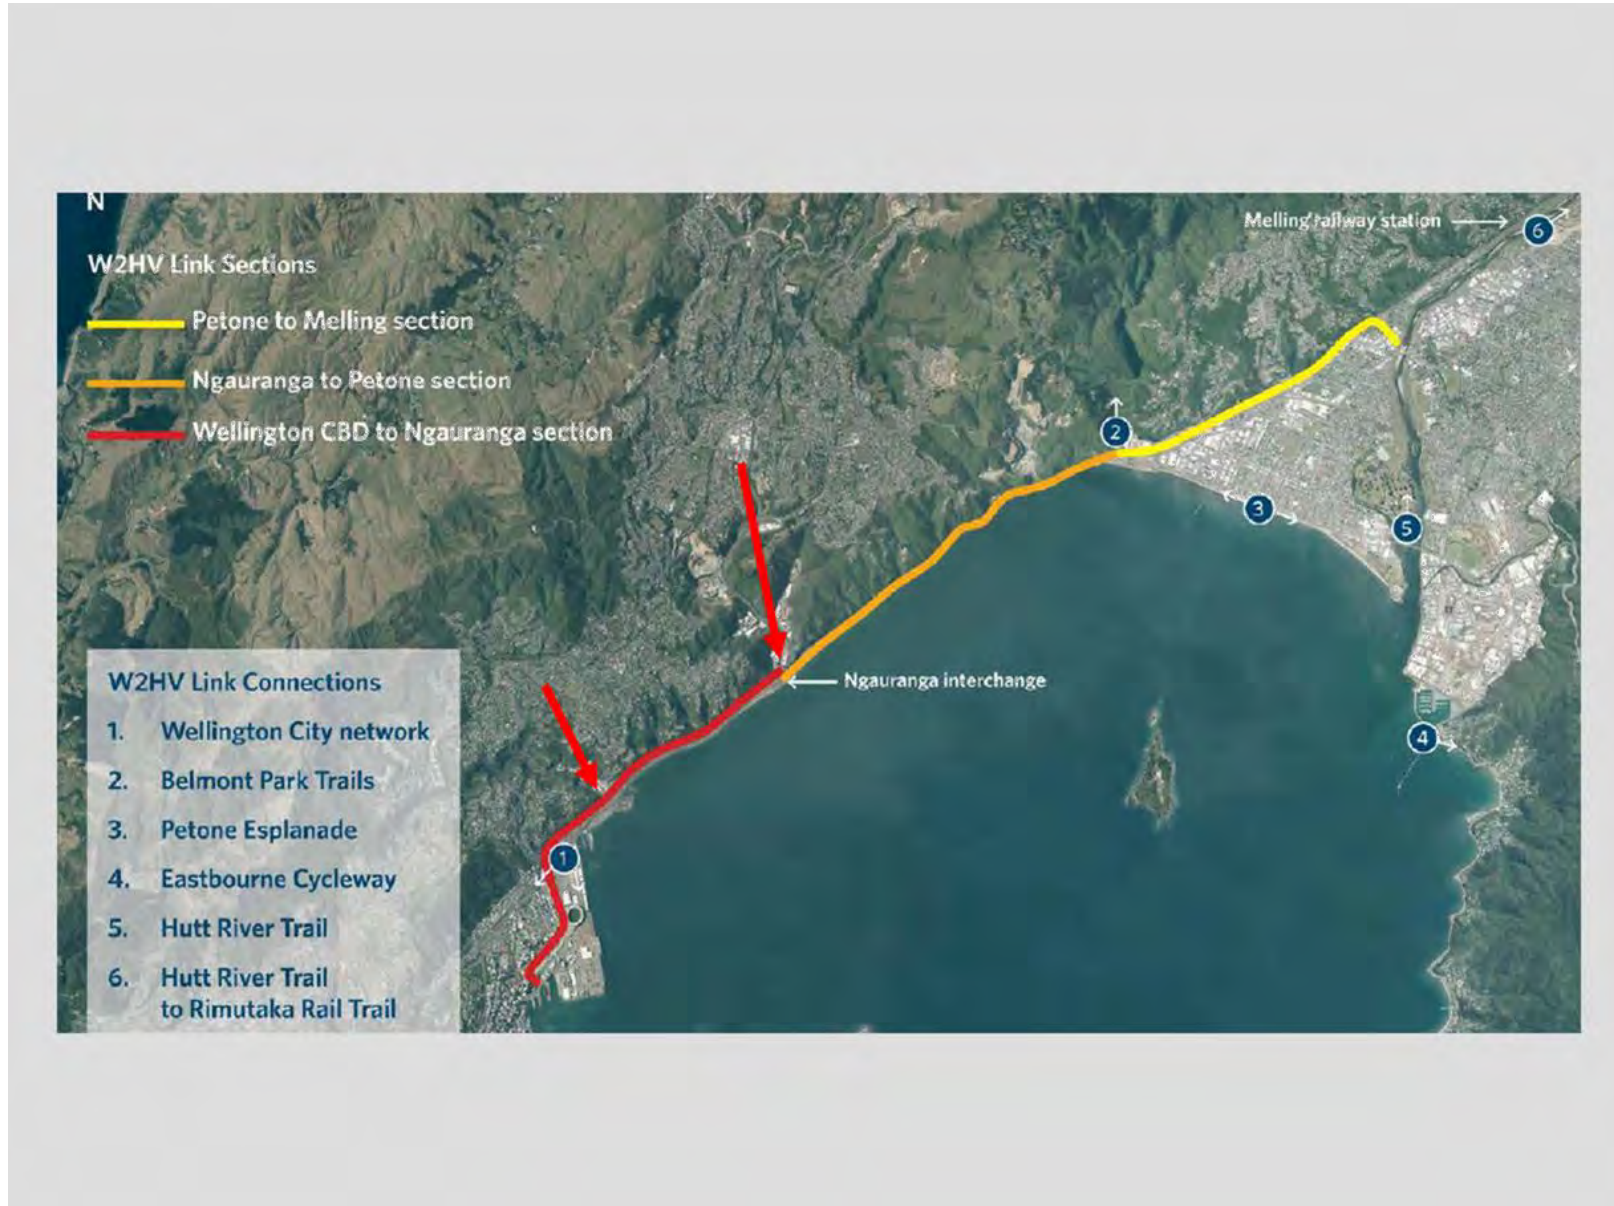 N
W2HV Link Sections
Petone to Melling section
Ngauranga to Petone section
Wellington CBD to Ngauranga section
Melling railway station
6
2
3
5
Ngauranga interchange
4
1
W2HV Link Connections
1. Wellington City network
2. Belmont Park Trails
3. Petone Esplanade
4. Eastbourne Cycleway
5. Hutt River Trail
6. Hutt River Trail
to Rimutaka Rail Trail